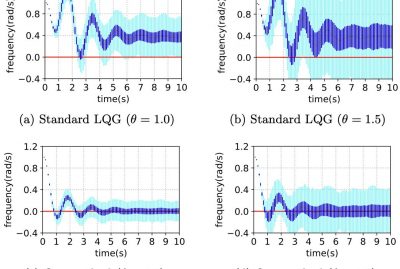 frequency(rad/s)
0.8
0.4
0.0
−0.4
0 1 2 3 4 5 6 7 8 9 10
time(s)
(a) Standard LQG (θ = 1.0)
frequency(rad/s)
0.8
0.4
0.0
−0.4
0 1 2 3 4 5 6 7 8 9 10
time(s)
(b) Standard LQG (θ = 1.5)
frequency(rad/s)
1.2
0.8
0.4
0.0
−0.4
0 1 2 3 4 5 6 7 8 9 10
time(s)
frequency(rad/s)
1.2
0.8
0.4
0.0
−0.4
0 1 2 3 4 5 6 7 8 9 10
time(s)